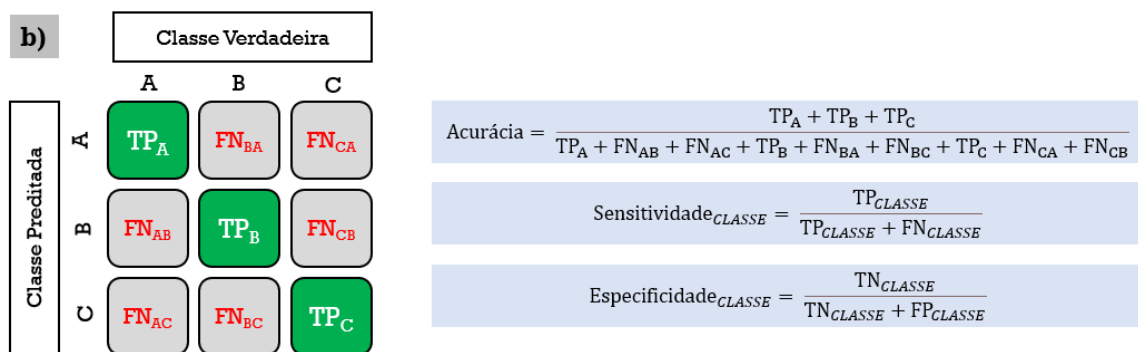 b)
Classe Verdadeira
A B C
Classe Preditada
A TP_A FN_BA FN_CA
B FN_AB TP_B FN_CB
C FN_AC FN_BC TP_C
Acurácia = (TP_A + TP_B + TP_C) / (TP_A + FN_AB + FN_AC + TP_B + FN_BA + FN_BC + TP_C + FN_CA + FN_CB)
Sensitividade_CLASSE = TP_CLASSE / (TP_CLASSE + FN_CLASSE)
Especificidade_CLASSE = TN_CLASSE / (TN_CLASSE + FP_CLASSE)